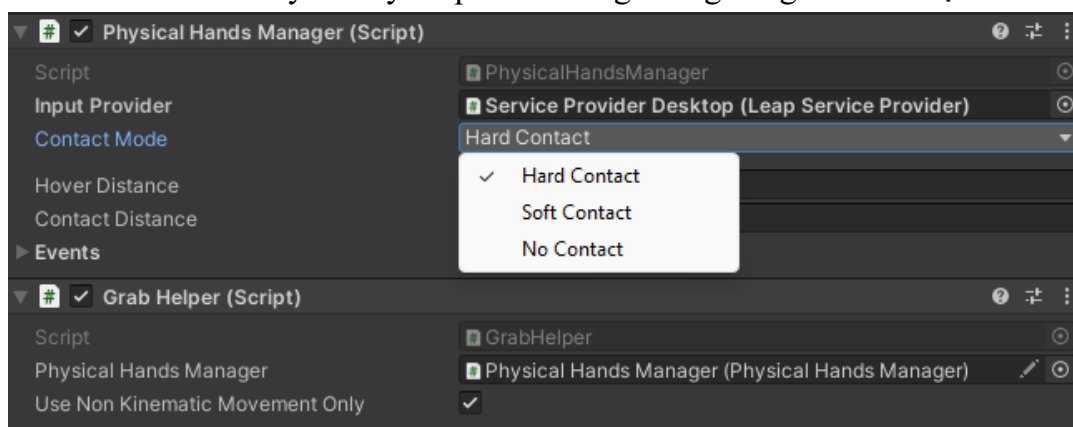 Physical Hands Manager (Script)
Script PhysicalHandsManager
Input Provider Service Provider Desktop (Leap Service Provider)
Contact Mode Hard Contact
Hard Contact
Hover Distance
Soft Contact
Contact Distance
No Contact
Events
Grab Helper (Script)
Script GrabHelper
Physical Hands Manager Physical Hands Manager (Physical Hands Manager)
Use Non Kinematic Movement Only